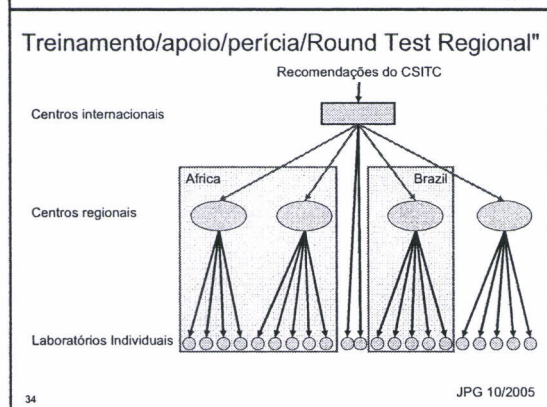 Treinamento/apoio/perícia/Round Test Regional"
Recomendações do CSITC
Centros internacionais
Africa
Brazil
Centros regionais
Laboratórios Individuais
34
JPG 10/2005